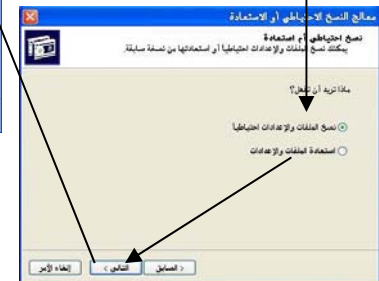 معالج النسخ الاحتياطي أو الاستعادة
نسخ احتياطي أم استعادة
يمكنك نسخ الملفات والإعدادات احتياطيا أو استعادتها من نسخة سابقة.
ماذا تريد أن تفعل؟
نسخ الملفات والإعدادات احتياطياً
استعادة الملفات والإعدادات
< السابق
التالي >
إلغاء الأمر